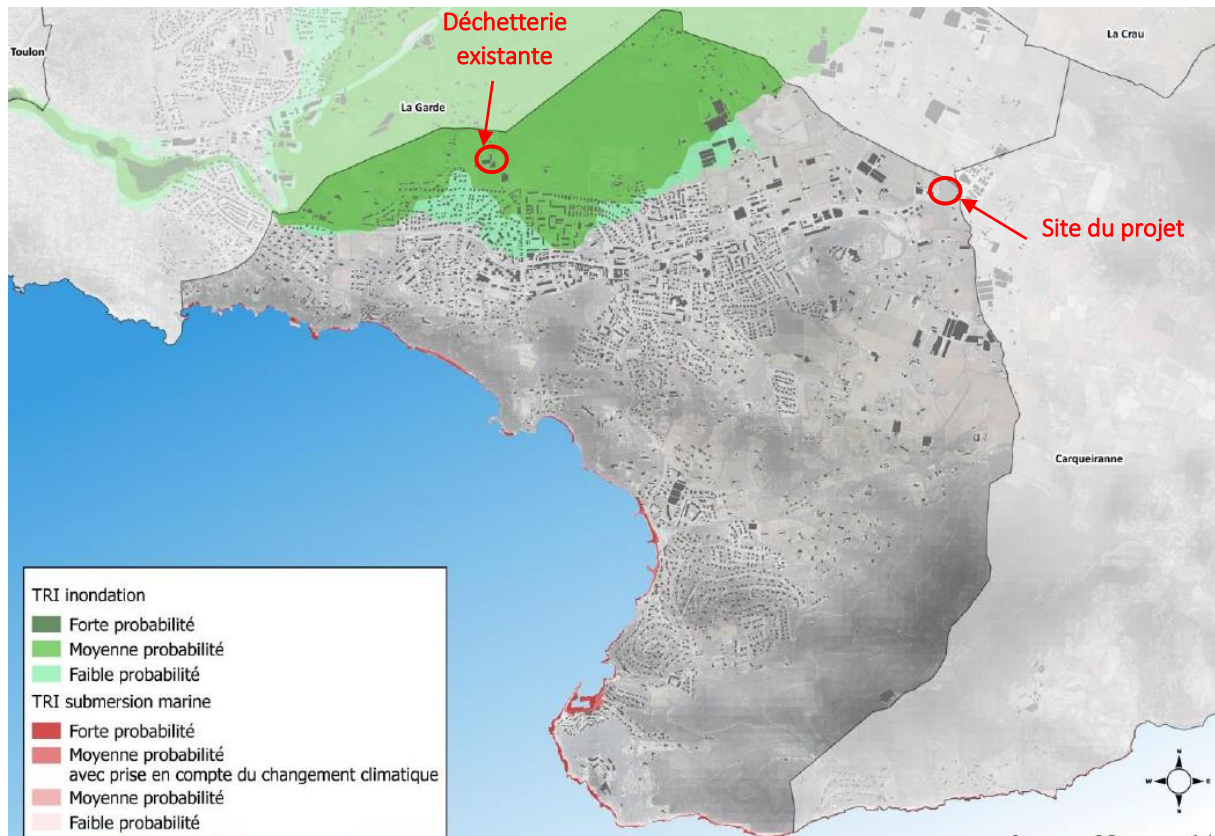 Déchetterie
existante
Toulon
La Crau
La Garde
Site du projet
Carqueiranne
TRI inondation
Forte probabilité
Moyenne probabilité
Faible probabilité
TRI submersion marine
Forte probabilité
Moyenne probabilité
avec prise en compte du changement climatique
Moyenne probabilité
Faible probabilité
N
W
E
S